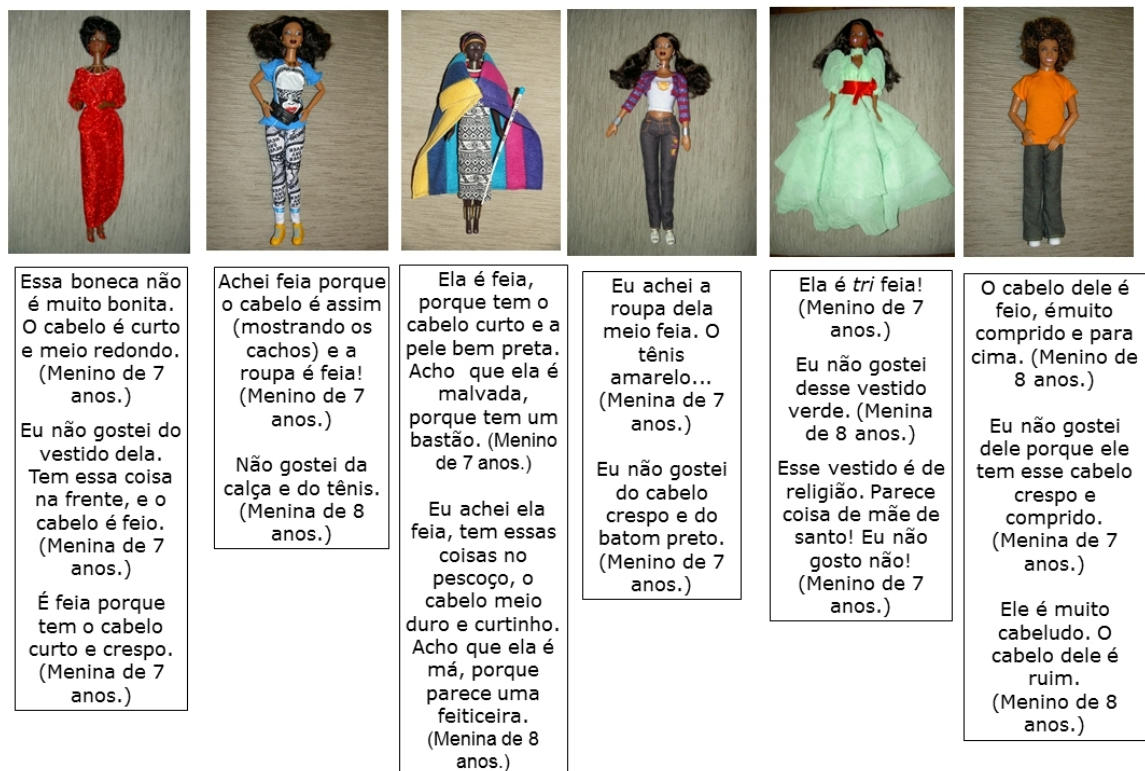 Essa boneca não
é muito bonita.
O cabelo é curto
e meio redondo.
(Menino de 7
anos.)
Eu não gostei do
vestido dela.
Tem essa coisa
na frente, e o
cabelo é feio.
(Menina de 7
anos.)
É feia porque
tem o cabelo
curto e crespo.
(Menina de 7
anos.)
Achei feia porque
o cabelo é assim
(mostrando os
cachos) e a
roupa é feia!
(Menino de 7
anos.)
Não gostei da
calça e do tênis.
(Menina de 8
anos.)
Ela é feia,
porque tem o
cabelo curto e a
pele bem preta.
Acho que ela é
malvada,
porque tem um
bastão. (Menino
de 7 anos.)
Eu achei ela
feia, tem essas
coisas no
pescoço, o
cabelo meio
duro e curtinho.
Acho que ela é
má, porque
parece uma
feiticeira.
(Menina de 8
anos.)
Eu achei a
roupa dela
meio feia. O
tênis
amarelo...
(Menina de 7
anos.)
Eu não gostei
do cabelo
crespo e do
batom preto.
(Menino de 7
anos.)
Ela é tri feia!
(Menino de 7
anos.)
Eu não gostei
desse vestido
verde. (Menina
de 8 anos.)
Esse vestido é de
religião. Parece
coisa de mãe de
santo! Eu não
gosto não!
(Menino de 7
anos.)
O cabelo dele é
feio, émuito
comprido e para
cima. (Menino de
8 anos.)
Eu não gostei
dele porque ele
tem esse cabelo
crespo e
comprido.
(Menina de 7
anos.)
Ele é muito
cabeludo. O
cabelo dele é
ruim.
(Menino de 8
anos.)